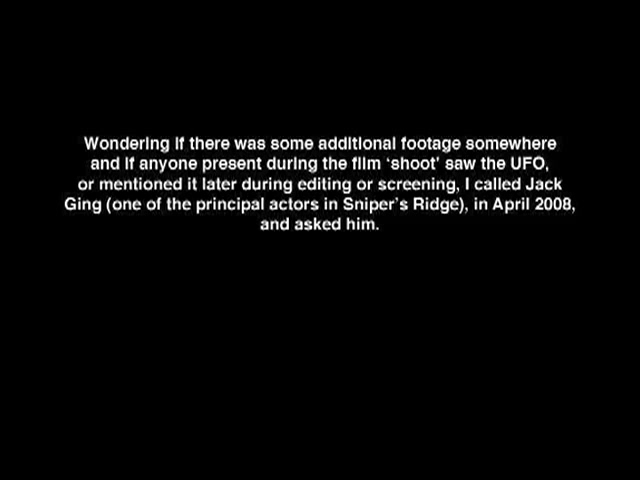 Wondering if there was some additional footage somewhere
and if anyone present during the film ‘shoot’ saw the UFO,
or mentioned it later during editing or screening, I called Jack
Ging (one of the principal actors in Sniper’s Ridge), in April 2008,
and asked him.